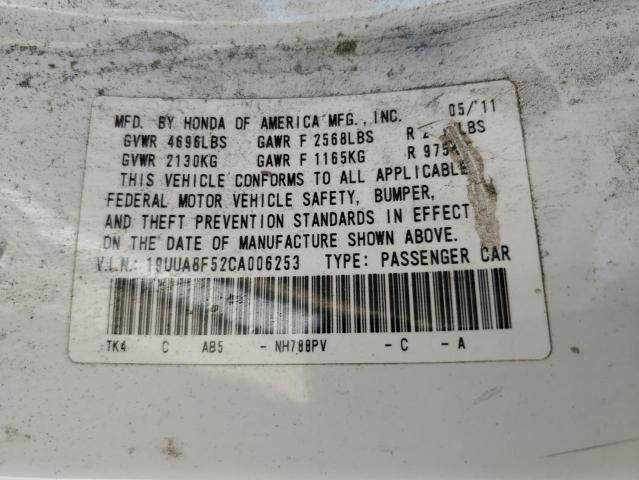 MFD. BY HONDA OF AMERICA MFG., INC. 05/11
GVWR 4696LBS GAWR F 2568LBS R
GVWR 2130KG GAWR F 1165KG R
THIS VEHICLE CONFORMS TO ALL APPLICABLE
FEDERAL MOTOR VEHICLE SAFETY, BUMPER,
AND THEFT PREVENTION STANDARDS IN EFFECT
ON THE DATE OF MANUFACTURE SHOWN ABOVE.
V.I.N.: 19UUA8F52CA006253 TYPE: PASSENGER CAR
TK4 C AB5 - NH788PV - C - A